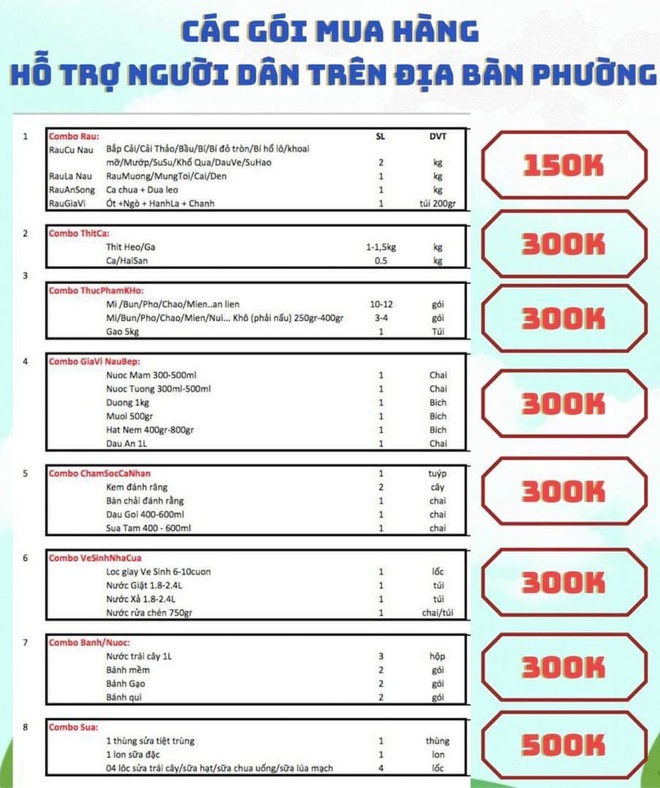 CÁC GÓI MUA HÀNG
HỖ TRỢ NGƯỜI DÂN TRÊN ĐỊA BÀN PHƯỜNG
1 Combo Rau: SL DVT 150K
RauCu Nau Bắp Cải/Cải Thảo/Bầu/Bí/Bí đỏ tròn/Bí hồ lô/khoai
mỡ/Mướp/SuSu/Khổ Qua/DauVe/SuHao 2 kg
RauLa Nau RauMuong/MungToi/Cai/Den 1 kg
RauAnSong Ca chua + Dua leo 1 kg
RauGiaVi Ớt +Ngò + HanhLa + Chanh 1 túi 200gr
2 Combo ThitCa: 300K
Thit Heo/Ga 1-1,5kg kg
Ca/HaiSan 0.5 kg
3
Combo ThucPhamKHo: 300K
Mi /Bun/Pho/Chao/Mien..an lien 10-12 gói
Mi/Bun/Pho/Chao/Mien/Nui... Khô (phải nấu) 250gr-400gr 3-4 gói
Gao 5kg 1 Túi
4 Combo GiaVi NauBep: 300K
Nuoc Mam 300-500ml 1 Chai
Nuoc Tuong 300ml-500ml 1 Chai
Duong 1kg 1 Bich
Muoi 500gr 1 Bich
Hat Nem 400gr-800gr 1 Bich
Dau An 1L 1 Chai
5 Combo ChamSocCaNhan 1 tuýp 300K
Kem đánh răng 2 cây
Bàn chải đánh rằng 1 chai
Dau Goi 400-600ml 1 chai
Sua Tam 400 - 600ml 1 chai
6 Combo VeSinhNhaCua 300K
Loc giay Ve Sinh 6-10cuon 1 lốc
Nước Giặt 1.8-2.4L 1 túi
Nước Xả 1.8-2.4L 1 túi
Nước rửa chén 750gr 1 chai/túi
7 Combo Banh/Nuoc: 300K
Nước trái cây 1L 3 hộp
Bánh mềm 2 gói
Bánh Gạo 2 gói
Bánh qui 2 gói
8 Combo Sua: 500K
1 thùng sửa tiệt trùng 1 thùng
1 lon sữa đặc 1 lon
04 lôc sửa trái cây/sữa hạt/sữa chua uống/sữa lúa mạch 4 lốc